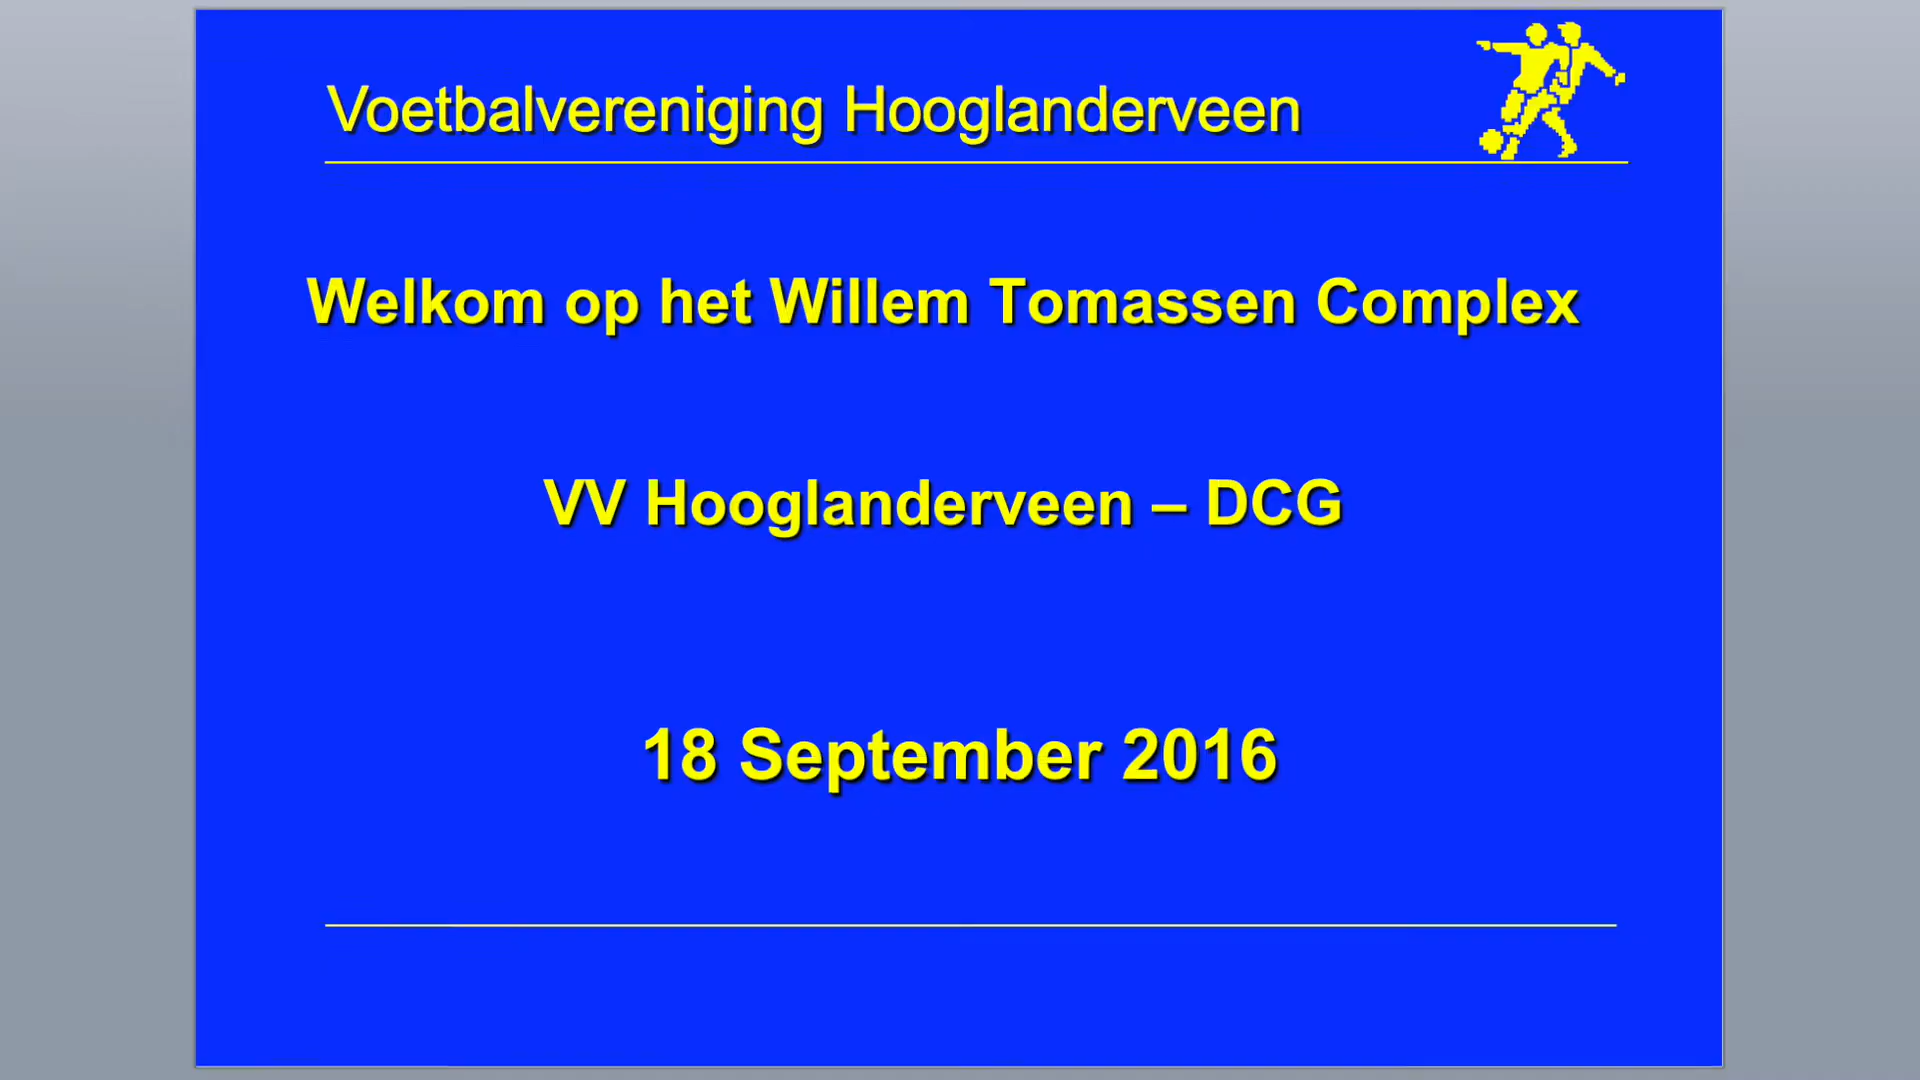 Voetbalvereniging Hooglanderveen
Welkom op het Willem Tomassen Complex
VV Hooglanderveen – DCG
18 September 2016